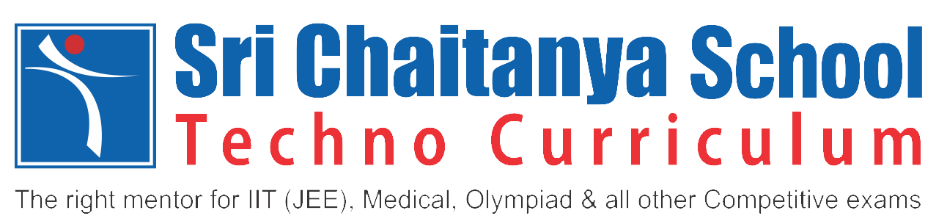 Sri Chaitanya School
Techno Curriculum
The right mentor for IIT (JEE), Medical, Olympiad & all other Competitive exams